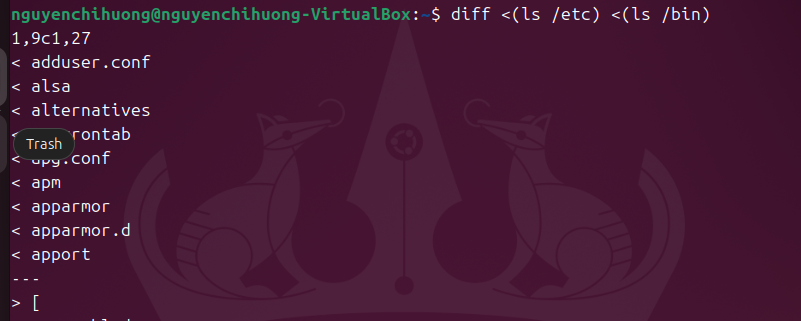 nguyenchihuong@nguyenchihuong-VirtualBox:~$ diff <(ls /etc) <(ls /bin)
1,9c1,27
< adduser.conf
< alsa
< alternatives
< rontab
Trash
< apg.conf
< apm
< apparmor
< apparmor.d
< apport
---
> [